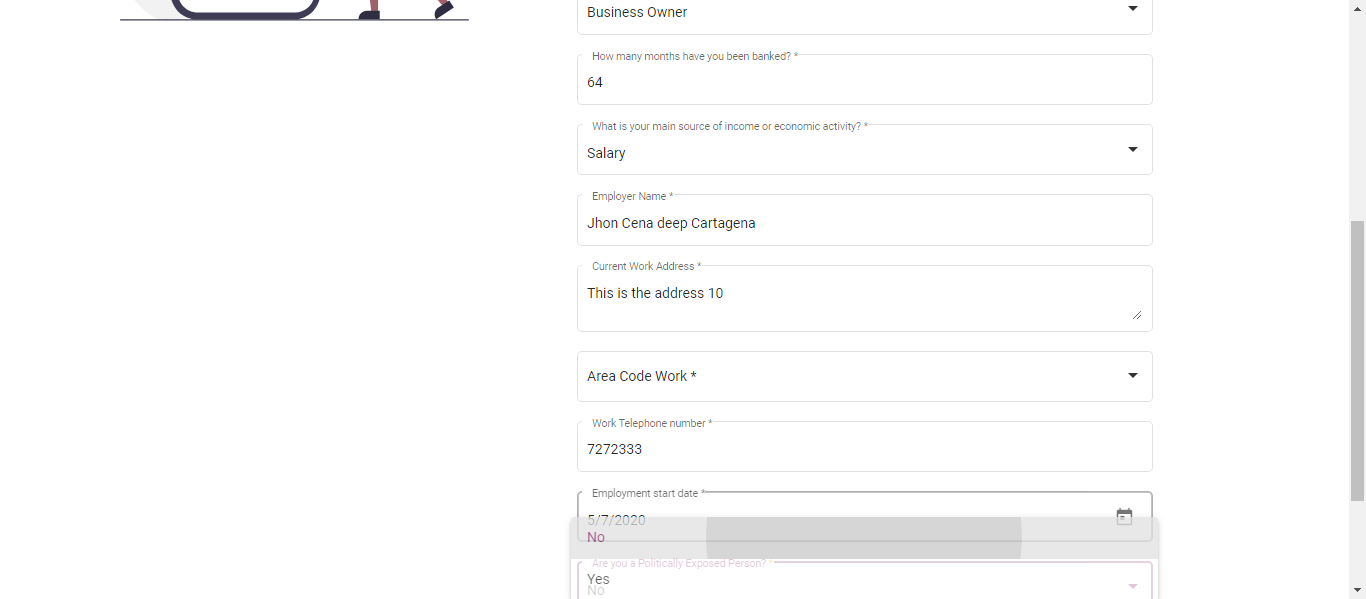 Business Owner
How many months have you been banked? *
64
What is your main source of income or economic activity? *
Salary
Employer Name *
Jhon Cena deep Cartagena
Current Work Address *
This is the address 10
Area Code Work *
Work Telephone number *
7272333
Employment start date *
5/7/2020
No
Are you a Politically Exposed Person? *
Yes
No